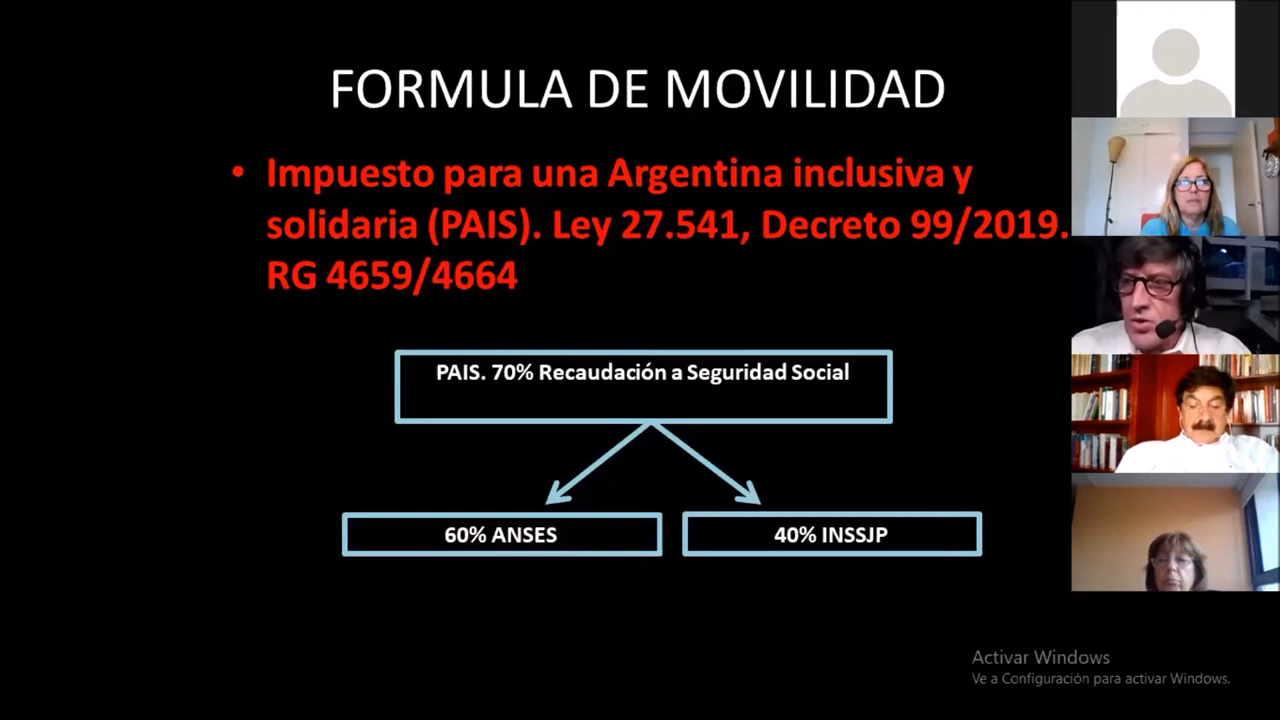 FORMULA DE MOVILIDAD
• Impuesto para una Argentina inclusiva y
solidaria (PAIS). Ley 27.541, Decreto 99/2019.
RG 4659/4664
PAIS. 70% Recaudación a Seguridad Social
60% ANSES
40% INSSJP
Activar Windows
Ve a Configuración para activar Windows.